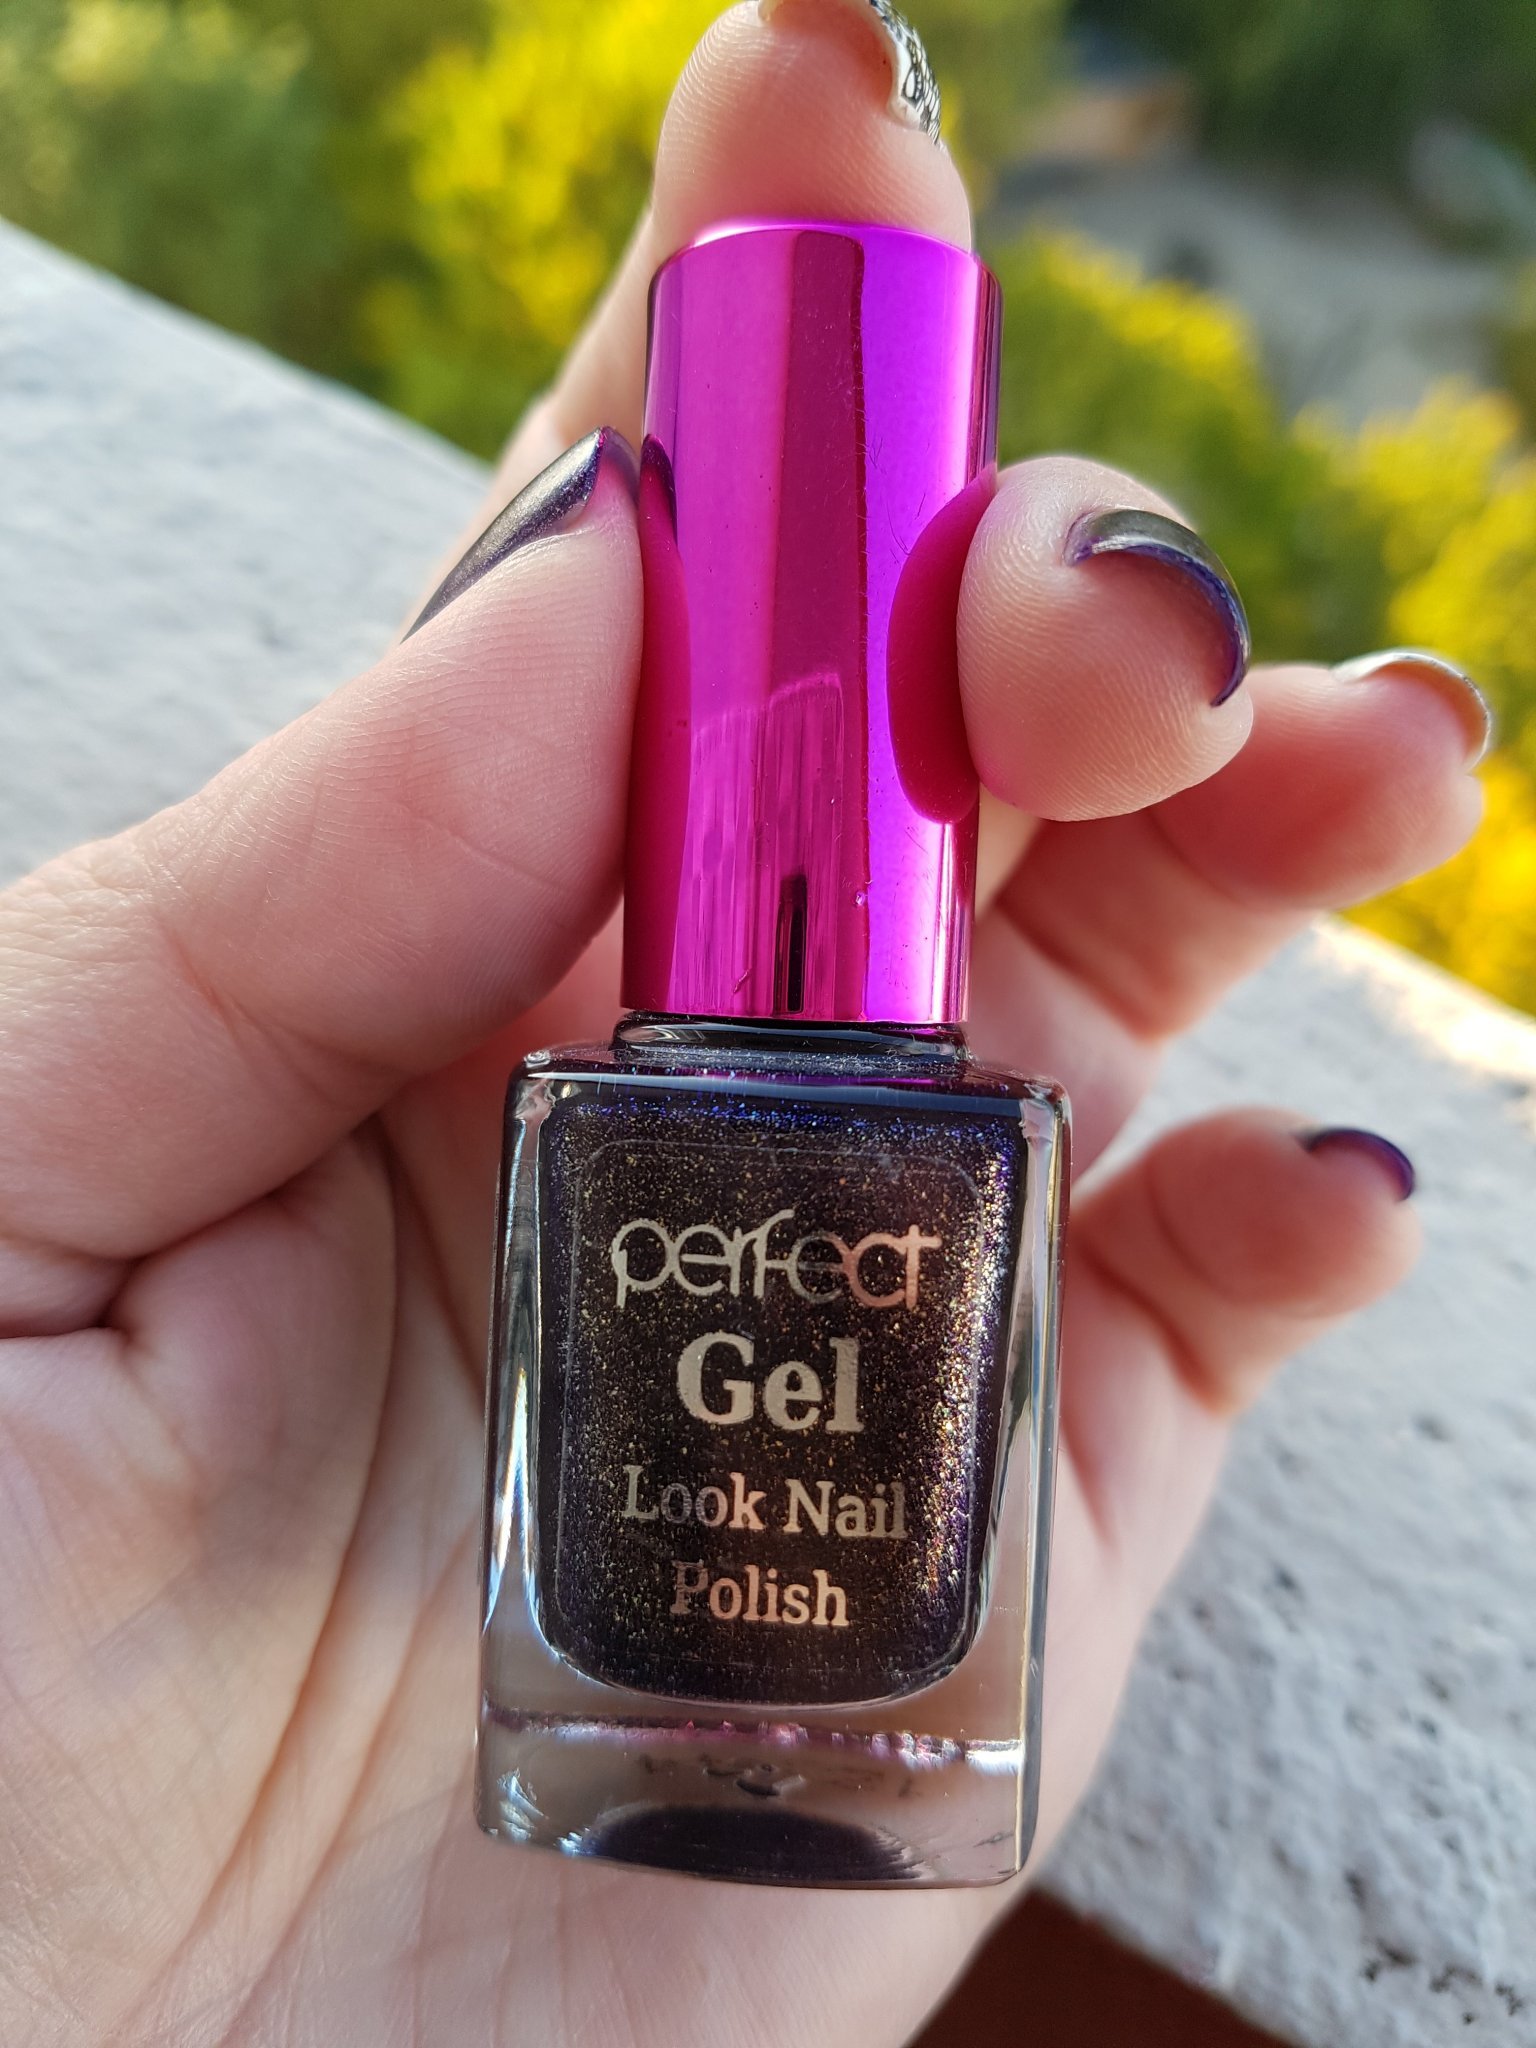 perfect
Gel
Look Nail
Polish